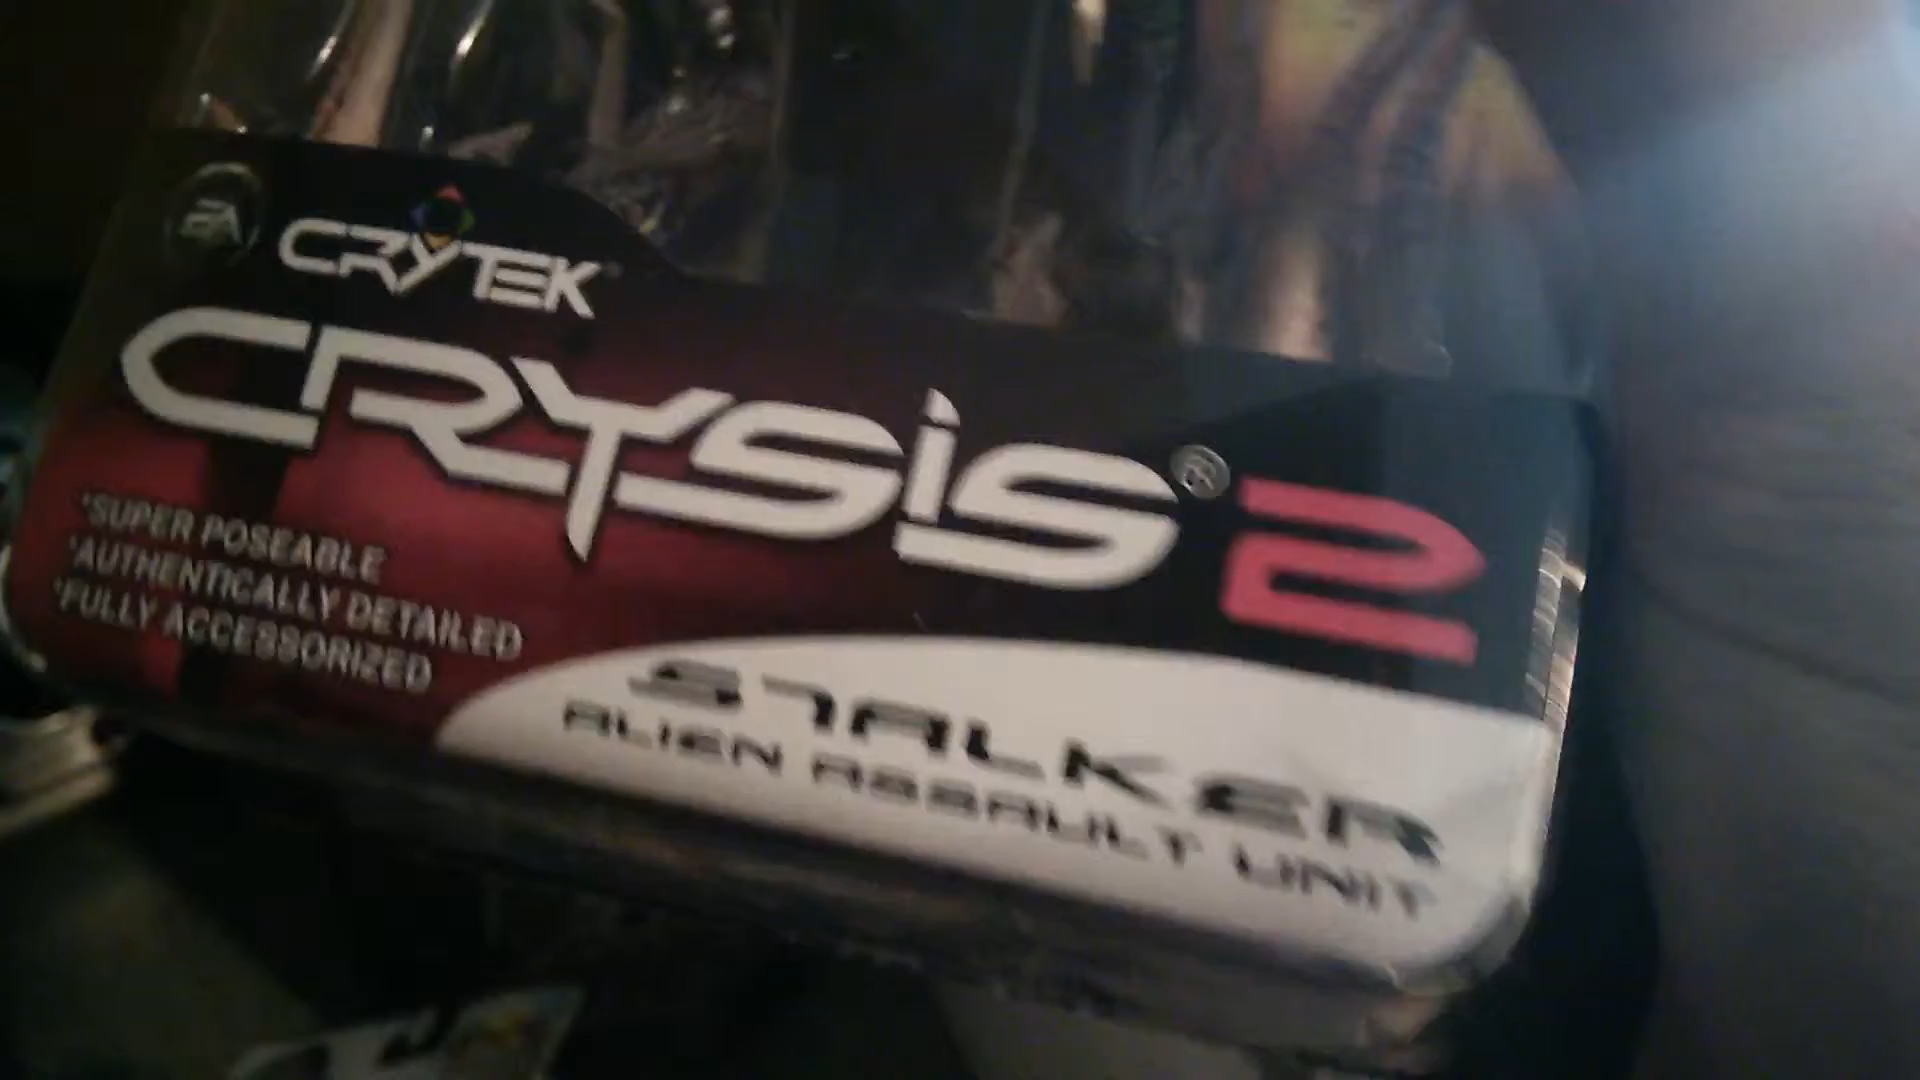 EA
CRYTEK
CRYSIS® 2
*SUPER POSEABLE
*AUTHENTICALLY DETAILED
*FULLY ACCESSORIZED
STALKER
ALIEN ASSAULT UNIT